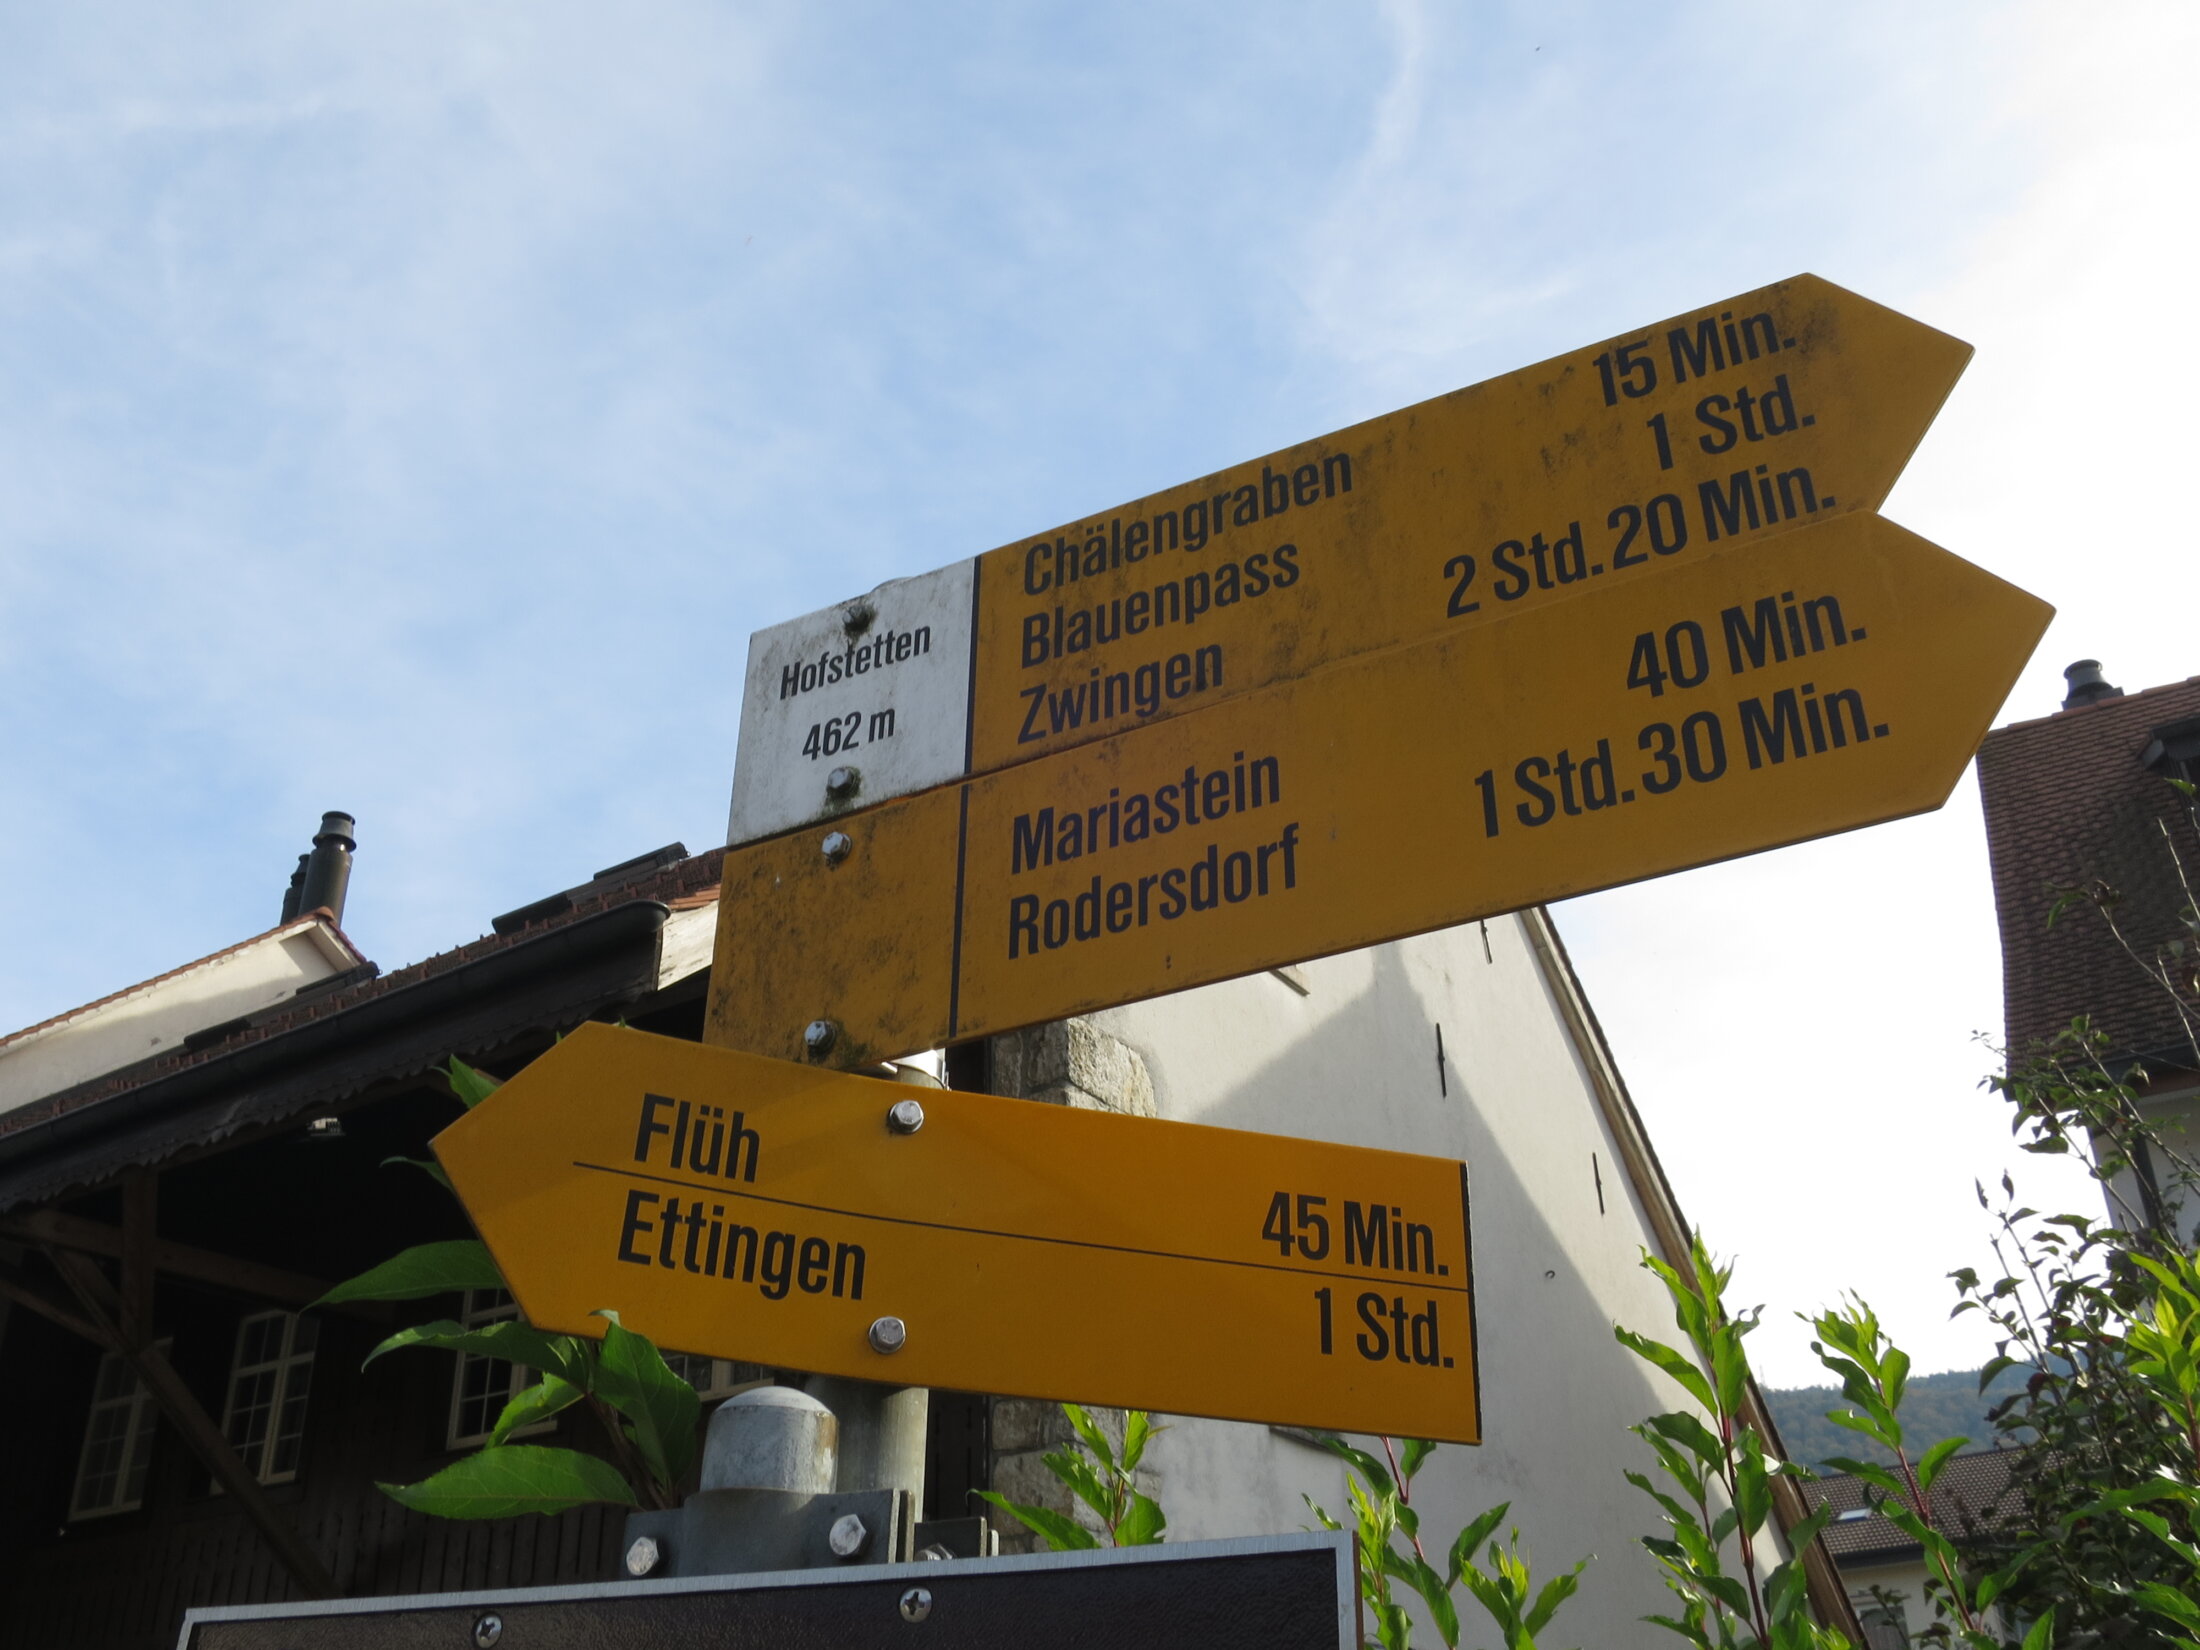 Hofstetten
462 m
Chälengraben 15 Min.
Blauenpass 1 Std.
Zwingen 2 Std. 20 Min.
Mariastein 40 Min.
Rodersdorf 1 Std. 30 Min.
Flüh 45 Min.
Ettingen 1 Std.